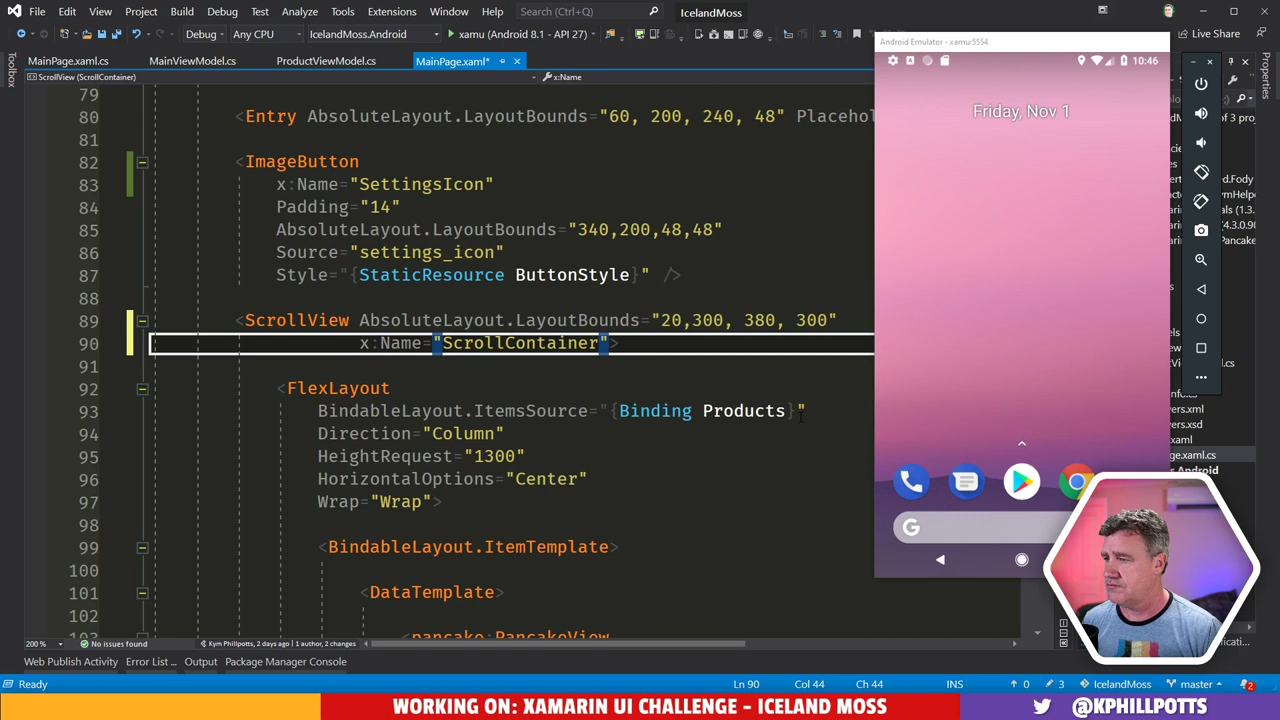 File Edit View Project Build Debug Test Analyze Tools Extensions Window Help Search (Ctrl+Q) IcelandMoss
Debug Any CPU IcelandMoss.Android xamu (Android 8.1 - API 27) Live Share
MainPage.xaml.cs MainViewModel.cs ProductViewModel.cs MainPage.xaml*
ScrollView (ScrollContainer) x:Name
Toolbox
Properties
79
80 <Entry AbsoluteLayout.LayoutBounds="60, 200, 240, 48" Placehol
81
82 <ImageButton
83 x:Name="SettingsIcon"
84 Padding="14"
85 AbsoluteLayout.LayoutBounds="340,200,48,48"
86 Source="settings_icon"
87 Style="{StaticResource ButtonStyle}" />
88
89 <ScrollView AbsoluteLayout.LayoutBounds="20,300, 380, 300"
90 x:Name="ScrollContainer">
91
92 <FlexLayout
93 BindableLayout.ItemsSource="{Binding Products}"
94 Direction="Column"
95 HeightRequest="1300"
96 HorizontalOptions="Center"
97 Wrap="Wrap">
98
99 <BindableLayout.ItemTemplate>
100
101 <DataTemplate>
102
103 <pancake:PancakeView
Android Emulator - xamu:5554
10:46
Friday, Nov 1
G
200 % No issues found Kym Phillpotts, 2 days ago | 1 author, 2 changes
Web Publish Activity Error List ... Output Package Manager Console
Ready Ln 90 Col 44 Ch 44 INS 0 3 IcelandMoss master 2
WORKING ON: XAMARIN UI CHALLENGE - ICELAND MOSS @KPHILLPOTTS